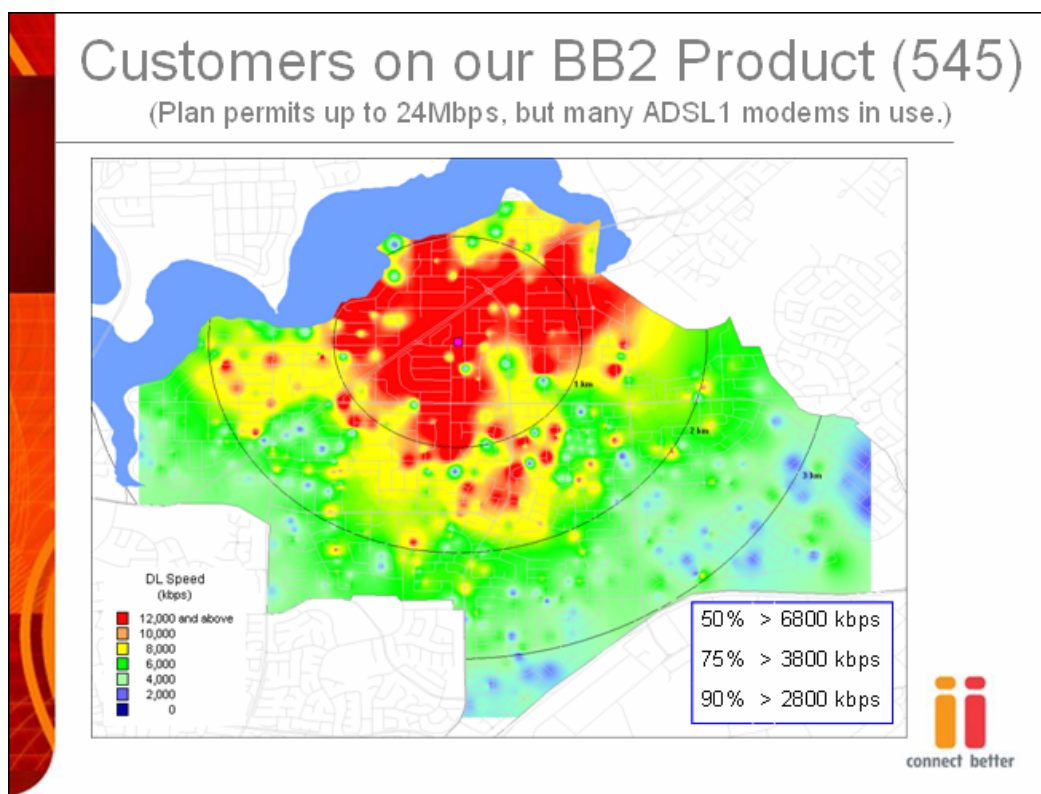 Customers on our BB2 Product (545)
(Plan permits up to 24Mbps, but many ADSL1 modems in use.)
1 km
2 km
3 km
DL Speed
(kbps)
12,000 and above
10,000
8,000
6,000
4,000
2,000
0
50% > 6800 kbps
75% > 3800 kbps
90% > 2800 kbps
ii
connect better